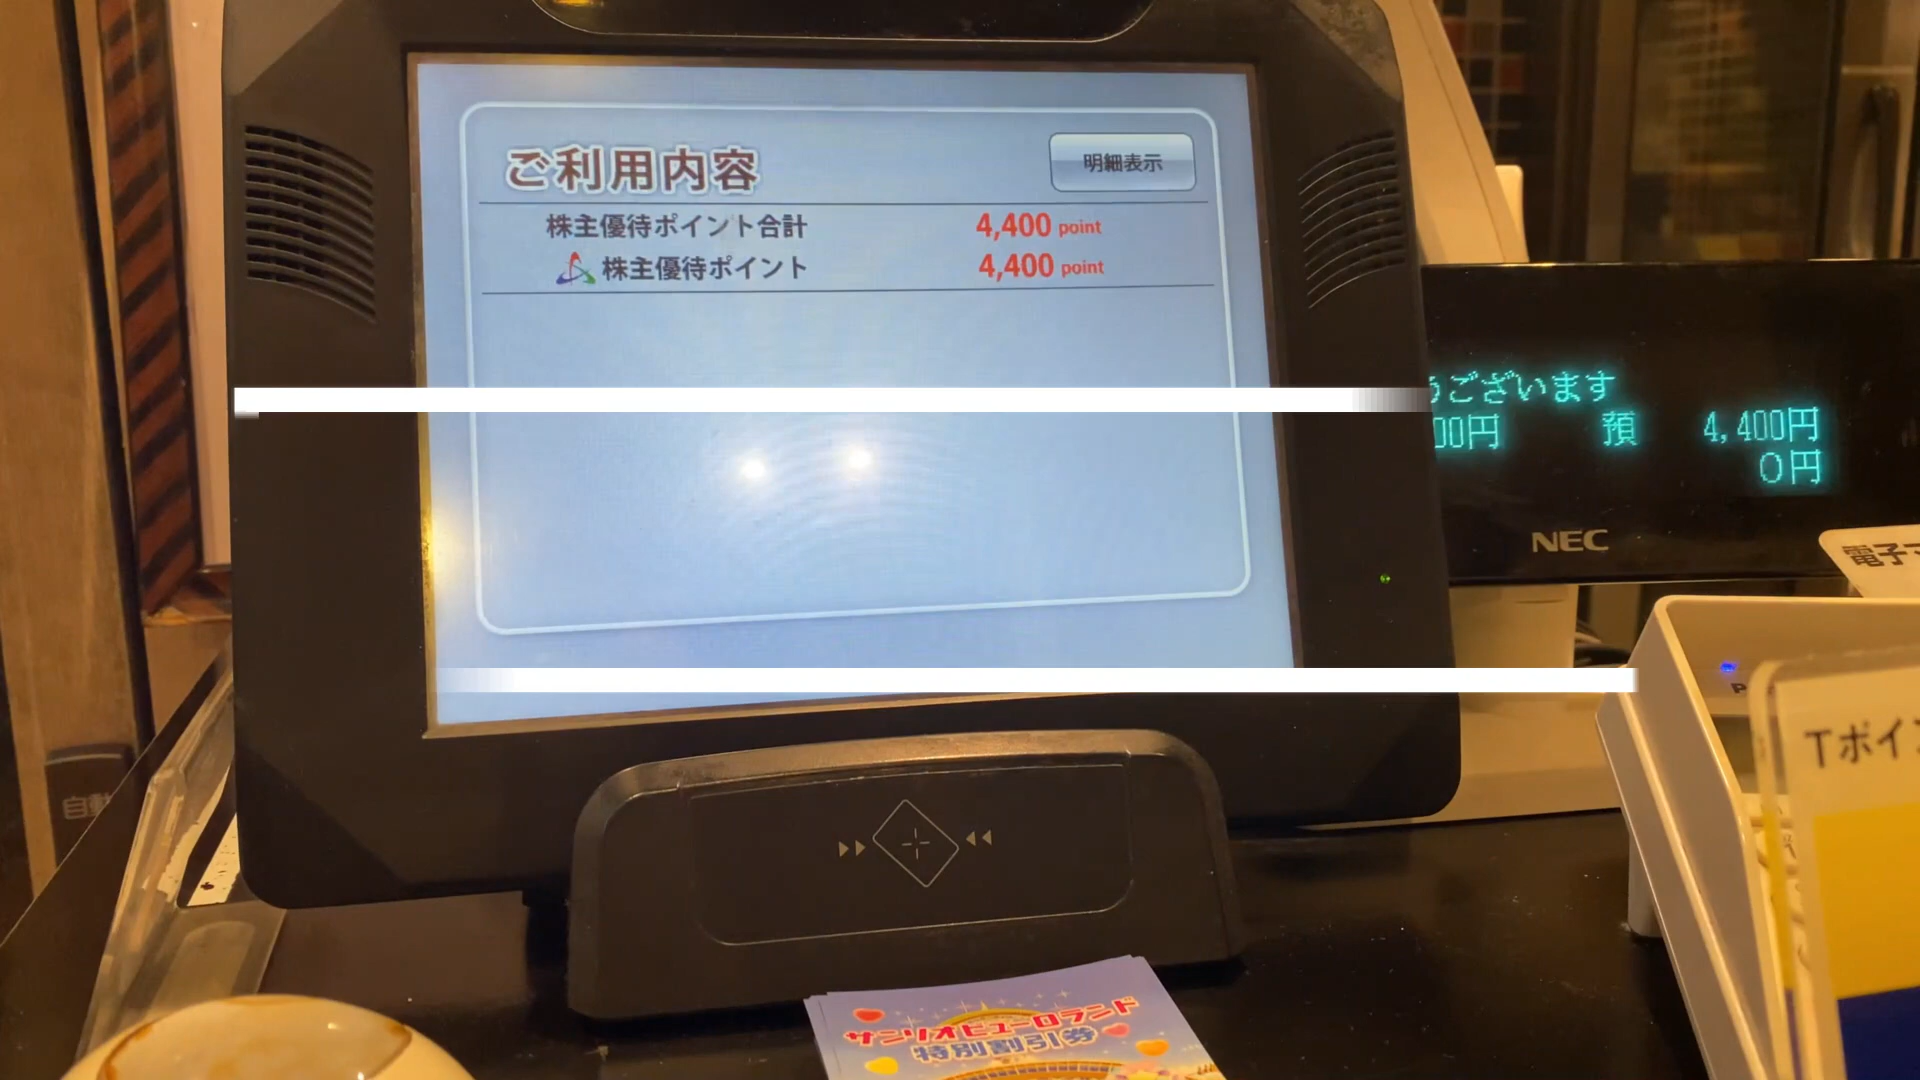 ご利用内容
明細表示
株主優待ポイント合計 4,400 point
株主優待ポイント 4,400 point
うございます
00円 預 4,400円
0円
NEC
電子マ
Tポイン
自動
サンリオピューロランド
特別割引券